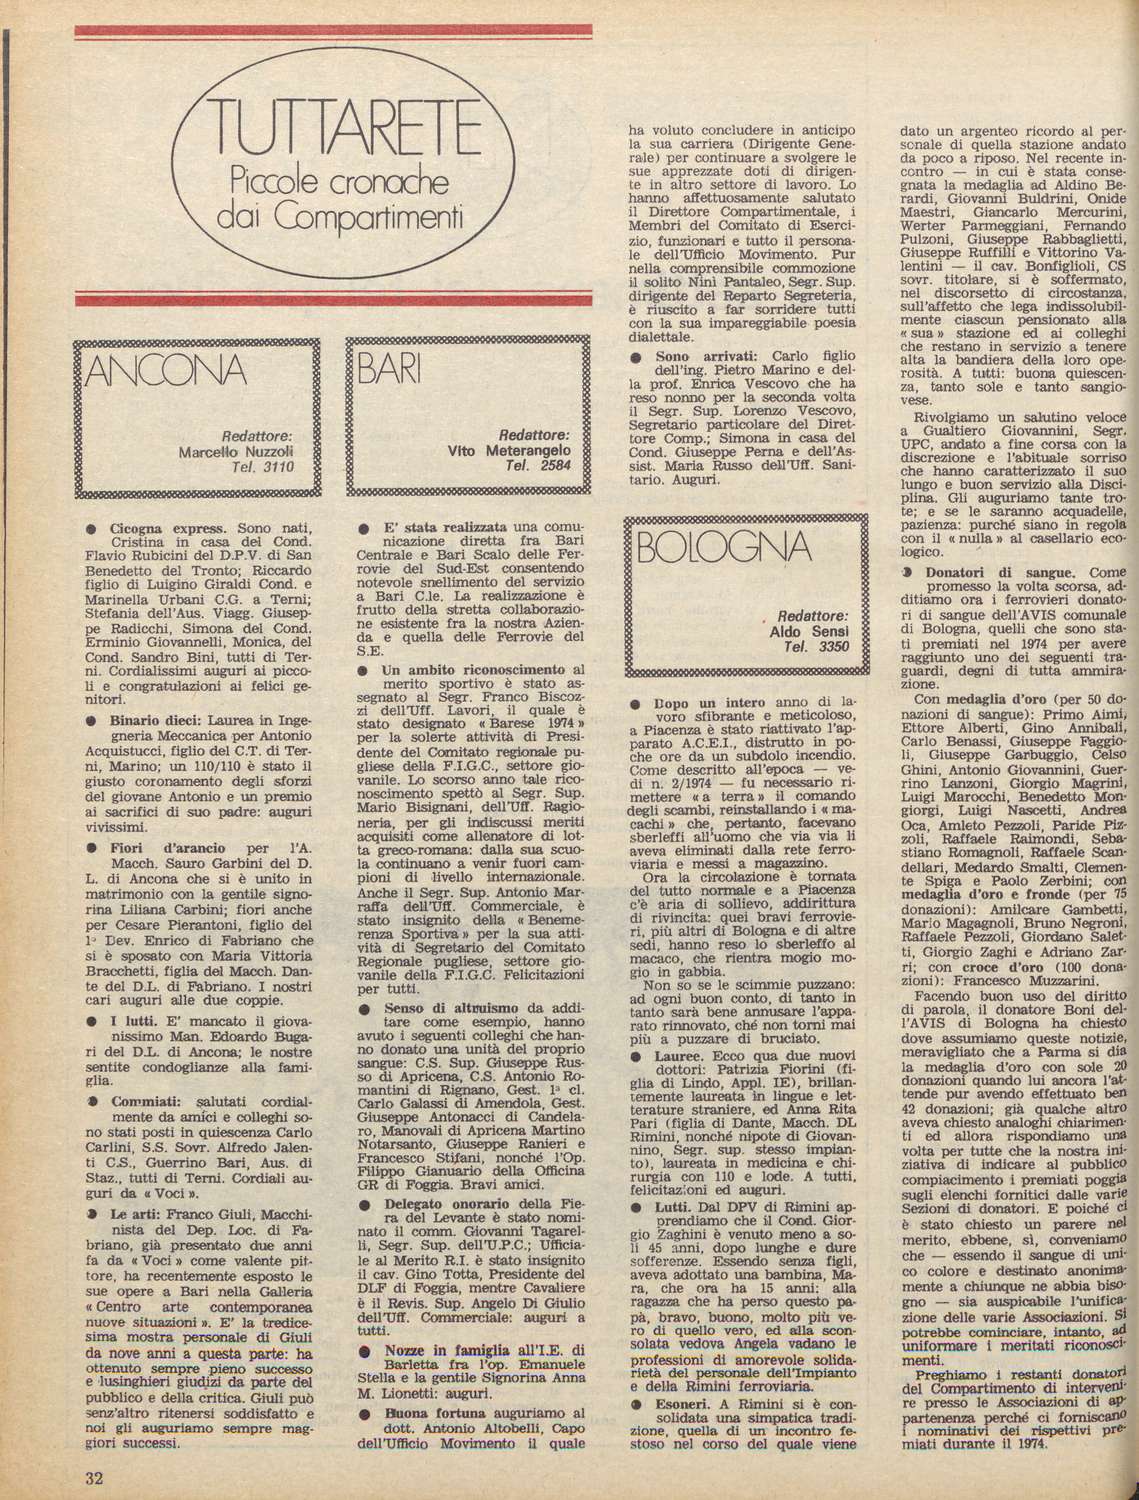 TUTTARETE
Piccole cronache
dai Compartimenti
ANCONA
Redattore:
Marcello Nuzzoli
Tel. 3110
● Cicogna express. Sono nati,
Cristina in casa del Cond.
Flavio Rubicini del D.P.V. di San
Benedetto del Tronto; Riccardo
figlio di Luigino Giraldi Cond. e
Marinella Urbani C.G. a Terni;
Stefania dell'Aus. Viagg. Giusep-
pe Radicchi, Simona del Cond.
Erminio Giovannelli, Monica, del
Cond. Sandro Bini, tutti di Ter-
ni. Cordialissimi auguri ai picco-
li e congratulazioni ai felici ge-
nitori.
● Binario dieci: Laurea in Inge-
gneria Meccanica per Antonio
Acquistucci, figlio del C.T. di Ter-
ni, Marino; un 110/110 è stato il
giusto coronamento degli sforzi
del giovane Antonio e un premio
ai sacrifici di suo padre: auguri
vivissimi.
● Fiori d'arancio per l'A.
Macch. Sauro Garbini del D.
L. di Ancona che si è unito in
matrimonio con la gentile signo-
rina Liliana Carbini; fiori anche
per Cesare Pierantoni, figlio del
1º Dev. Enrico di Fabriano che
si è sposato con Maria Vittoria
Bracchetti, figlia del Macch. Dan-
te del D.L. di Fabriano. I nostri
cari auguri alle due coppie.
● I lutti. E' mancato il giova-
nissimo Man. Edoardo Buga-
ri del D.L. di Ancona; le nostre
sentite condoglianze alla fami-
glia.
● Commiati: salutati cordial-
mente da amici e colleghi so-
no stati posti in quiescenza Carlo
Carlini, S.S. Sovr. Alfredo Jalen-
ti C.S., Guerrino Bari, Aus. di
Staz., tutti di Terni. Cordiali au-
guri da « Voci ».
● Le arti: Franco Giuli, Macchi-
nista del Dep. Loc. di Fa-
briano, già presentato due anni
fa da « Voci » come valente pit-
tore, ha recentemente esposto le
sue opere a Bari nella Galleria
« Centro arte contemporanea
nuove situazioni ». E' la tredice-
sima mostra personale di Giuli
da nove anni a questa parte: ha
ottenuto sempre pieno successo
e lusinghieri giudizi da parte del
pubblico e della critica. Giuli può
senz'altro ritenersi soddisfatto e
noi gli auguriamo sempre mag-
giori successi.
BARI
Redattore:
Vito Meterangelo
Tel. 2584
● E' stata realizzata una comu-
nicazione diretta fra Bari
Centrale e Bari Scalo delle Fer-
rovie del Sud-Est consentendo
notevole snellimento del servizio
a Bari C.le. La realizzazione è
frutto della stretta collaborazio-
ne esistente fra la nostra Azien-
da e quella delle Ferrovie del
S.E.
● Un ambito riconoscimento al
merito sportivo è stato as-
segnato al Segr. Franco Biscoz-
zi dell'Uff. Lavori, il quale è
stato designato « Barese 1974 »
per la solerte attività di Presi-
dente del Comitato regionale pu-
gliese della F.I.G.C., settore gio-
vanile. Lo scorso anno tale rico-
noscimento spettò al Segr. Sup.
Mario Bisignani, dell'Uff. Ragio-
neria, per gli indiscussi meriti
acquisiti come allenatore di lot-
ta greco-romana: dalla sua scuo-
la continuano a venir fuori cam-
pioni di livello internazionale.
Anche il Segr. Sup. Antonio Mar-
raffa dell'Uff. Commerciale, è
stato insignito della « Beneme-
renza Sportiva » per la sua atti-
vità di Segretario del Comitato
Regionale pugliese, settore gio-
vanile della F.I.G.C. Felicitazioni
per tutti.
● Senso di altruismo da addi-
tare come esempio, hanno
avuto i seguenti colleghi che han-
no donato una unità del proprio
sangue: C.S. Sup. Giuseppe Rus-
so di Apricena, C.S. Antonio Ro-
mantini di Rignano, Gest. 1ª cl.
Carlo Galassi di Amendola, Gest.
Giuseppe Antonacci di Candela-
ro, Manovali di Apricena Martino
Notarsanto, Giuseppe Ranieri e
Francesco Stifani, nonché l'Op.
Filippo Gianuario della Officina
GR di Foggia. Bravi amici.
● Delegato onorario della Fie-
ra del Levante è stato nomi-
nato il comm. Giovanni Tagarel-
li, Segr. Sup. dell'U.P.C.; Ufficia-
le al Merito R.I. è stato insignito
il cav. Gino Totta, Presidente del
DLF di Foggia, mentre Cavaliere
è il Revis. Sup. Angelo Di Giulio
dell'Uff. Commerciale: auguri a
tutti.
● Nozze in famiglia all'I.E. di
Barletta fra l'op. Emanuele
Stella e la gentile Signorina Anna
M. Lionetti: auguri.
● Buona fortuna auguriamo al
dott. Antonio Altobelli, Capo
dell'Ufficio Movimento il quale
ha voluto concludere in anticipo
la sua carriera (Dirigente Gene-
rale) per continuare a svolgere le
sue apprezzate doti di dirigen-
te in altro settore di lavoro. Lo
hanno affettuosamente salutato
il Direttore Compartimentale, i
Membri del Comitato di Eserci-
zio, funzionari e tutto il persona-
le dell'Ufficio Movimento. Pur
nella comprensibile commozione
il solito Ninì Pantaleo, Segr. Sup.
dirigente del Reparto Segreteria,
è riuscito a far sorridere tutti
con la sua impareggiabile poesia
dialettale.
● Sono arrivati: Carlo figlio
dell'ing. Pietro Marino e del-
la prof. Enrica Vescovo che ha
reso nonno per la seconda volta
il Segr. Sup. Lorenzo Vescovo,
Segretario particolare del Diret-
tore Comp.; Simona in casa del
Cond. Giuseppe Perna e dell'As-
sist. Maria Russo dell'Uff. Sani-
tario. Auguri.
BOLOGNA
Redattore:
Aldo Sensi
Tel. 3350
● Dopo un intero anno di la-
voro sfibrante e meticoloso,
a Piacenza è stato riattivato l'ap-
parato A.C.E.I., distrutto in po-
che ore da un subdolo incendio.
Come descritto all'epoca — ve-
di n. 2/1974 — fu necessario ri-
mettere « a terra » il comando
degli scambi, reinstallando i « ma-
cachi » che, pertanto, facevano
sberleffi all'uomo che via via li
aveva eliminati dalla rete ferro-
viaria e messi a magazzino.
Ora la circolazione è tornata
del tutto normale e a Piacenza
c'è aria di sollievo, addirittura
di rivincita: quei bravi ferrovie-
ri, più altri di Bologna e di altre
sedi, hanno reso lo sberleffo al
macaco, che rientra mogio mo-
gio in gabbia.
Non so se le scimmie puzzano:
ad ogni buon conto, di tanto in
tanto sarà bene annusare l'appa-
rato rinnovato, ché non torni mai
più a puzzare di bruciato.
● Lauree. Ecco qua due nuovi
dottori: Patrizia Fiorini (fi-
glia di Lindo, Appl. IE), brillan-
temente laureata in lingue e let-
terature straniere, ed Anna Rita
Pari (figlia di Dante, Macch. DL
Rimini, nonché nipote di Giovan-
nino, Segr. sup. stesso impian-
to), laureata in medicina e chi-
rurgia con 110 e lode. A tutti,
felicitazioni ed auguri.
● Lutti. Dal DPV di Rimini ap-
prendiamo che il Cond. Gior-
gio Zaghini è venuto meno a so-
li 45 anni, dopo lunghe e dure
sofferenze. Essendo senza figli,
aveva adottato una bambina, Ma-
ra, che ora ha 15 anni: alla
ragazza che ha perso questo pa-
pà, bravo, buono, molto più ve-
ro di quello vero, ed alla scon-
solata vedova Angela vadano le
professioni di amorevole solida-
rietà del personale dell'Impianto
e della Rimini ferroviaria.
● Esoneri. A Rimini si è con-
solidata una simpatica tradi-
zione, quella di un incontro fe-
stoso nel corso del quale viene
dato un argenteo ricordo al per-
sonale di quella stazione andato
da poco a riposo. Nel recente in-
contro — in cui è stata conse-
gnata la medaglia ad Aldino Be-
rardi, Giovanni Buldrini, Onide
Maestri, Giancarlo Mercurini,
Werter Parmeggiani, Fernando
Pulzoni, Giuseppe Rabbaglietti,
Giuseppe Ruffilli e Vittorino Va-
lentini — il cav. Bonfiglioli, CS
sovr. titolare, si è soffermato,
nel discorsetto di circostanza,
sull'affetto che lega indissolubil-
mente ciascun pensionato alla
« sua » stazione ed ai colleghi
che restano in servizio a tenere
alta la bandiera della loro ope-
rosità. A tutti: buona quiescen-
za, tanto sole e tanto sangio-
vese.
Rivolgiamo un salutino veloce
a Gualtiero Giovannini, Segr.
UPC, andato a fine corsa con la
discrezione e l'abituale sorriso
che hanno caratterizzato il suo
lungo e buon servizio alla Disci-
plina. Gli auguriamo tante tro-
te; e se le saranno acquadelle,
pazienza: purché siano in regola
con il « nulla » al casellario eco-
logico.
● Donatori di sangue. Come
promesso la volta scorsa, ad-
ditiamo ora i ferrovieri donato-
ri di sangue dell'AVIS comunale
di Bologna, quelli che sono sta-
ti premiati nel 1974 per avere
raggiunto uno dei seguenti tra-
guardi, degni di tutta ammira-
zione.
Con medaglia d'oro (per 50 do-
nazioni di sangue): Primo Aimi,
Ettore Alberti, Gino Annibali,
Carlo Benassi, Giuseppe Faggio-
li, Giuseppe Garbuggio, Celso
Ghini, Antonio Giovannini, Guer-
rino Lanzoni, Giorgio Magrini,
Luigi Marocchi, Benedetto Mon-
giorgi, Luigi Nascetti, Andrea
Oca, Amleto Pezzoli, Paride Piz-
zoli, Raffaele Raimondi, Seba-
stiano Romagnoli, Raffaele Scan-
dellari, Medardo Smalti, Clemen-
te Spiga e Paolo Zerbini; con
medaglia d'oro e fronde (per 75
donazioni): Amilcare Gambetti,
Mario Magagnoli, Bruno Negroni,
Raffaele Pezzoli, Giordano Salet-
ti, Giorgio Zaghi e Adriano Zar-
ri; con croce d'oro (100 dona-
zioni): Francesco Muzzarini.
Facendo buon uso del diritto
di parola, il donatore Boni del-
l'AVIS di Bologna ha chiesto
dove assumiamo queste notizie,
meravigliato che a Parma si dia
la medaglia d'oro con sole 20
donazioni quando lui ancora l'at-
tende pur avendo effettuato ben
42 donazioni; già qualche altro
aveva chiesto analoghi chiarimen-
ti ed allora rispondiamo una
volta per tutte che la nostra ini-
ziativa di indicare al pubblico
compiacimento i premiati poggia
sugli elenchi fornitici dalle varie
Sezioni di donatori. E poiché ci
è stato chiesto un parere nel
merito, ebbene, sì, conveniamo
che — essendo il sangue di uni-
co colore e destinato anonima-
mente a chiunque ne abbia biso-
gno — sia auspicabile l'unifica-
zione delle varie Associazioni. Si
potrebbe cominciare, intanto, ad
uniformare i meritati riconosci-
menti.
Preghiamo i restanti donatori
del Compartimento di interveni-
re presso le Associazioni di ap-
partenenza perché ci forniscano
i nominativi dei rispettivi pre-
miati durante il 1974.
32